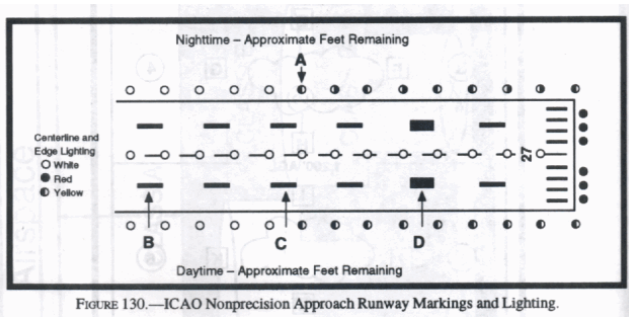 Nighttime – Approximate Feet Remaining
A
Centerline and
Edge Lighting
White
Red
Yellow
27
B
C
D
Daytime – Approximate Feet Remaining
FIGURE 130.—ICAO Nonprecision Approach Runway Markings and Lighting.